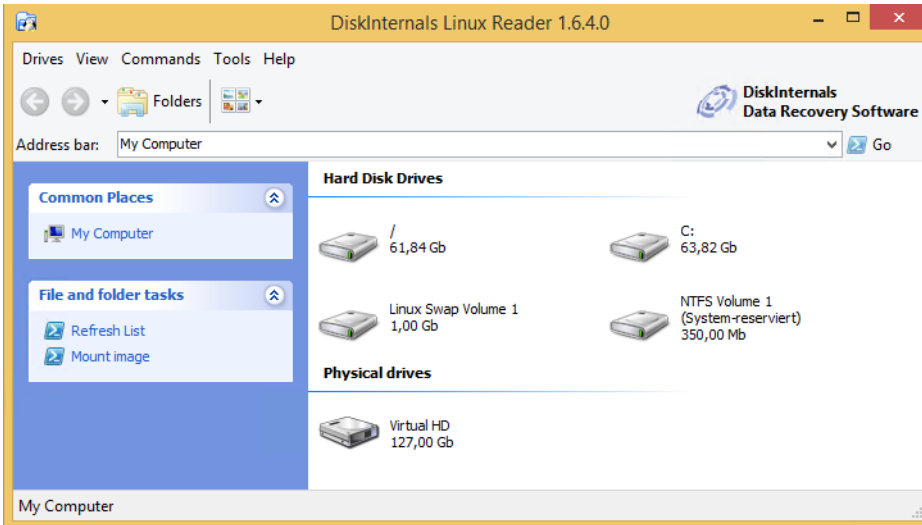 DiskInternals Linux Reader 1.6.4.0
Drives View Commands Tools Help
Folders
DiskInternals
Data Recovery Software
Address bar: My Computer Go
Common Places
My Computer
File and folder tasks
Refresh List
Mount image
Hard Disk Drives
/
61,84 Gb
C:
63,82 Gb
Linux Swap Volume 1
1,00 Gb
NTFS Volume 1
(System-reserviert)
350,00 Mb
Physical drives
Virtual HD
127,00 Gb
My Computer